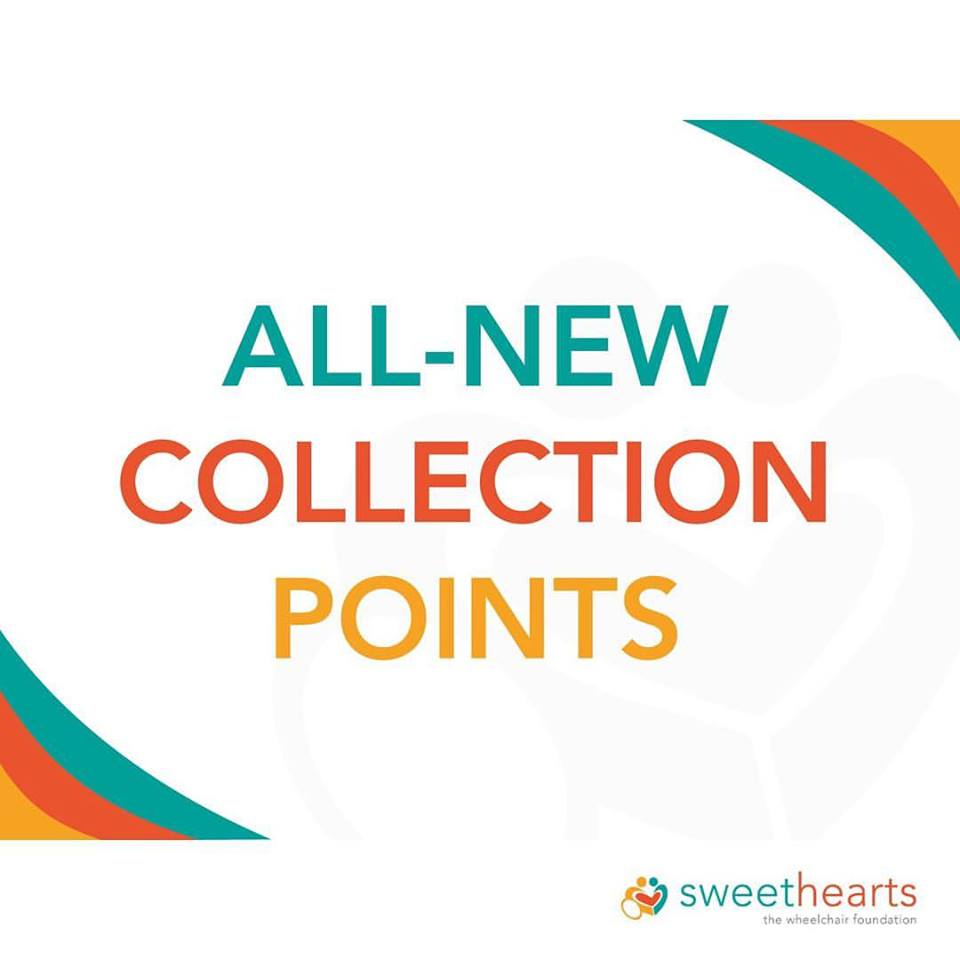 ALL-NEW
COLLECTION
POINTS
sweethearts
the wheelchair foundation